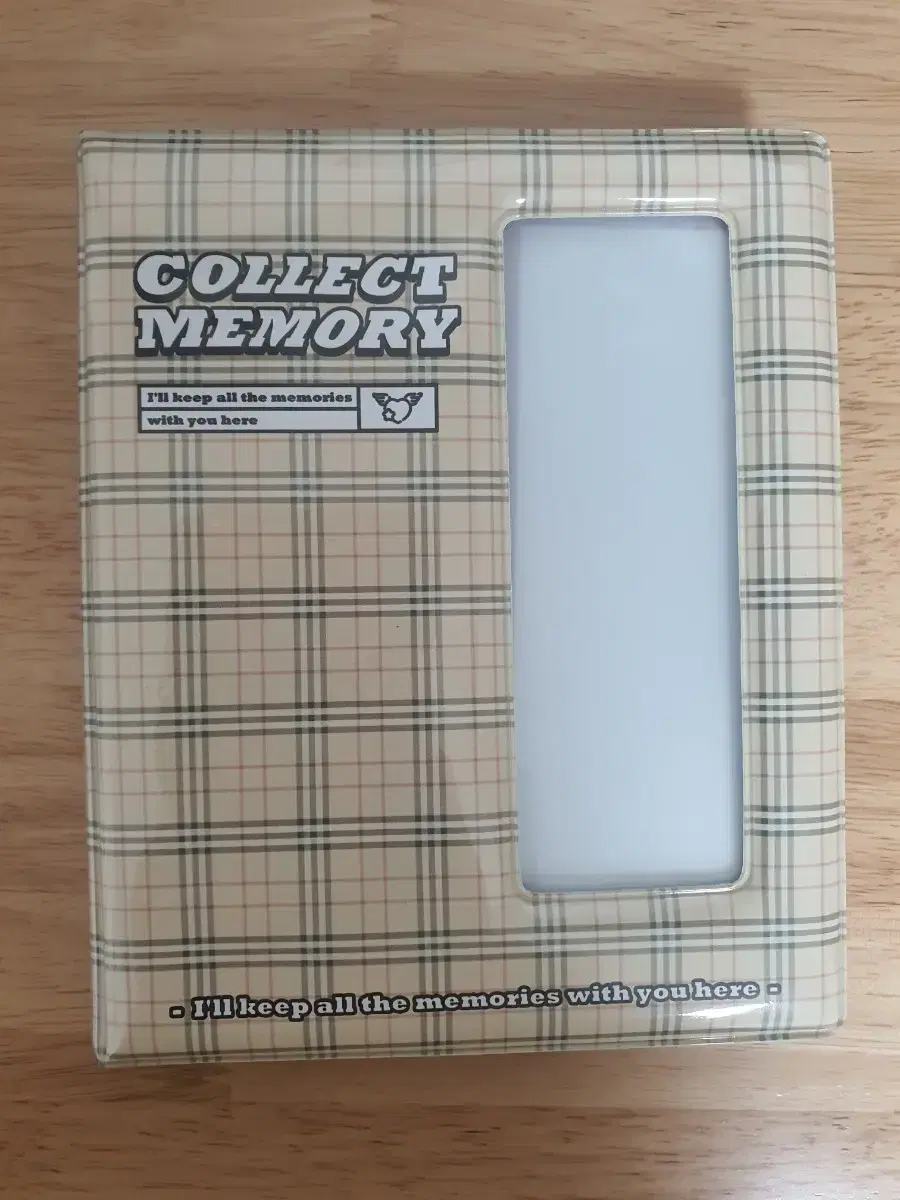 COLLECT
MEMORY
I'll keep all the memories
with you here
- I'll keep all the memories with you here -